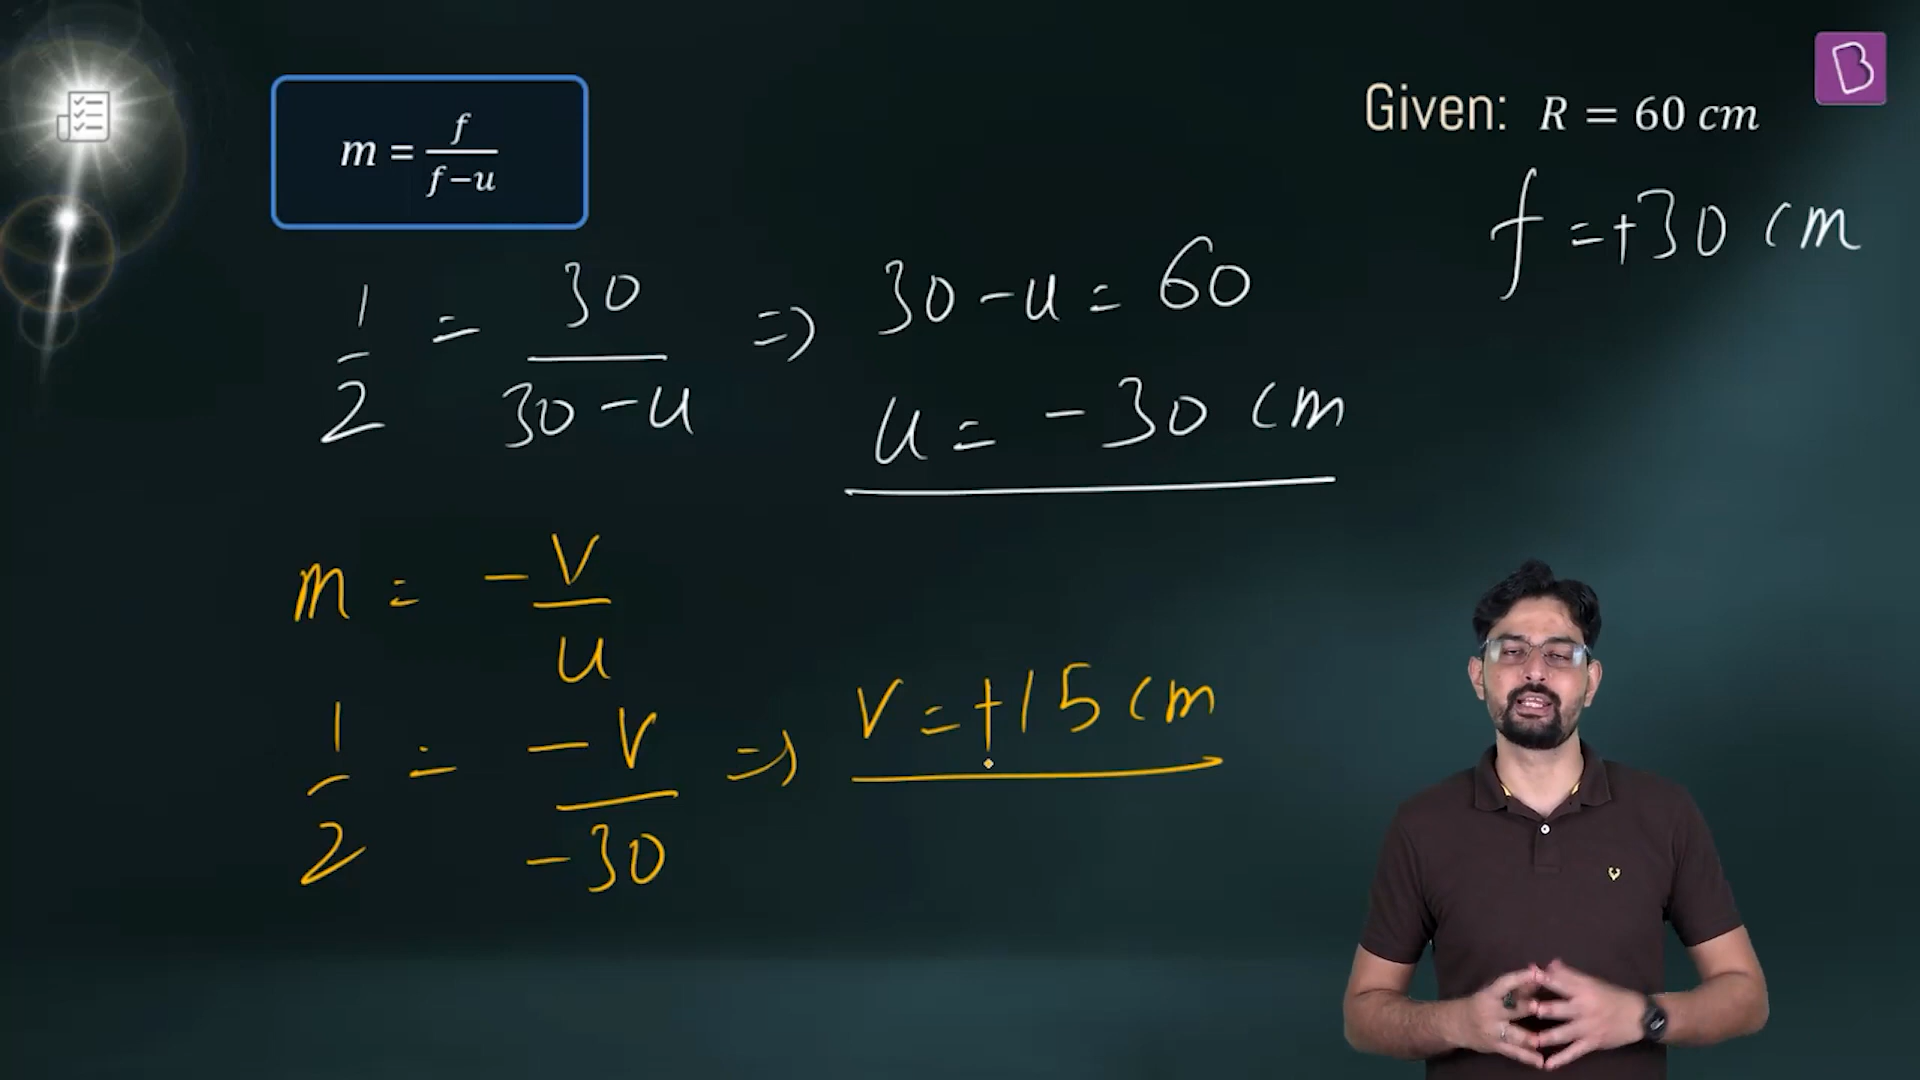 m = f/(f−u)
Given: R = 60 cm
f = +30 cm
1/2 = 30/(30−u) ⇒ 30−u = 60
u = −30 cm
m = −v/u
1/2 = −v/−30 ⇒ v = +15 cm
B